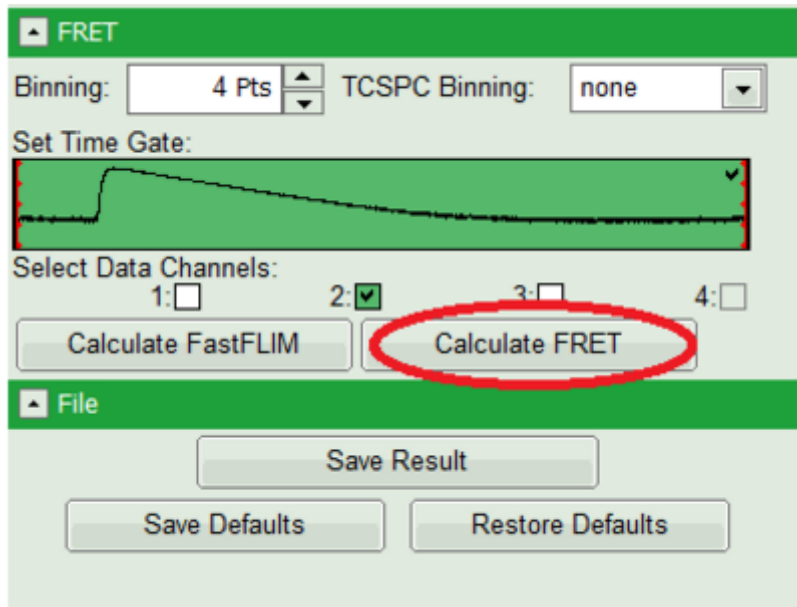 FRET
Binning: 4 Pts TCSPC Binning: none
Set Time Gate:
Select Data Channels:
1: 2: 3: 4:
Calculate FastFLIM Calculate FRET
File
Save Result
Save Defaults Restore Defaults